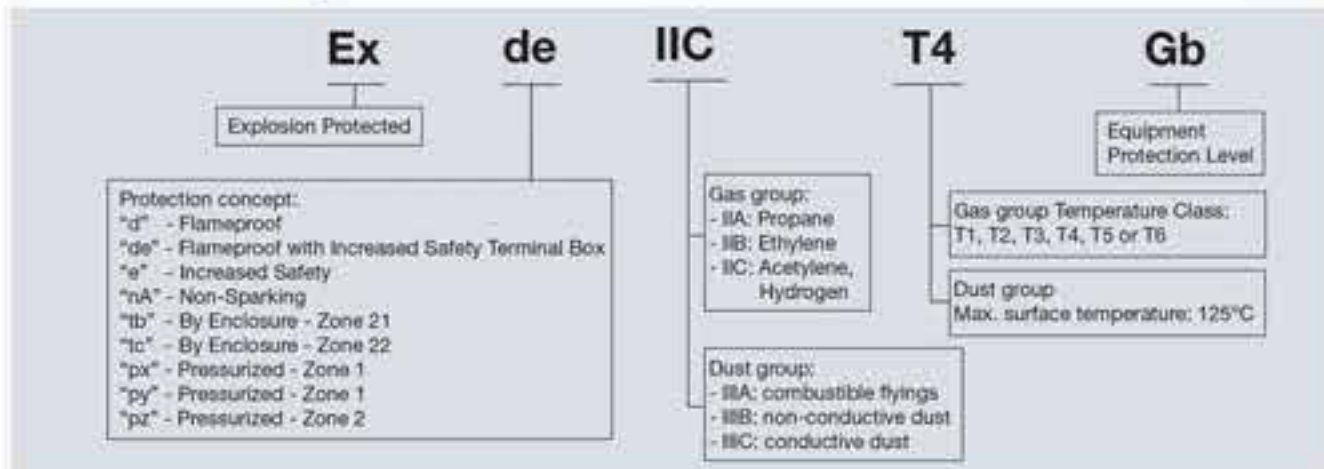 Ex de IIC T4 Gb
Explosion Protected
Protection concept:
"d" - Flameproof
"de" - Flameproof with Increased Safety Terminal Box
"e" - Increased Safety
"nA" - Non-Sparking
"tb" - By Enclosure - Zone 21
"tc" - By Enclosure - Zone 22
"px" - Pressurized - Zone 1
"py" - Pressurized - Zone 1
"pz" - Pressurized - Zone 2
Gas group:
- IIA: Propane
- IIB: Ethylene
- IIC: Acetylene,
Hydrogen
Dust group:
- IIIA: combustible flyings
- IIIB: non-conductive dust
- IIIC: conductive dust
Equipment
Protection Level
Gas group Temperature Class:
T1, T2, T3, T4, T5 or T6
Dust group
Max. surface temperature: 125°C